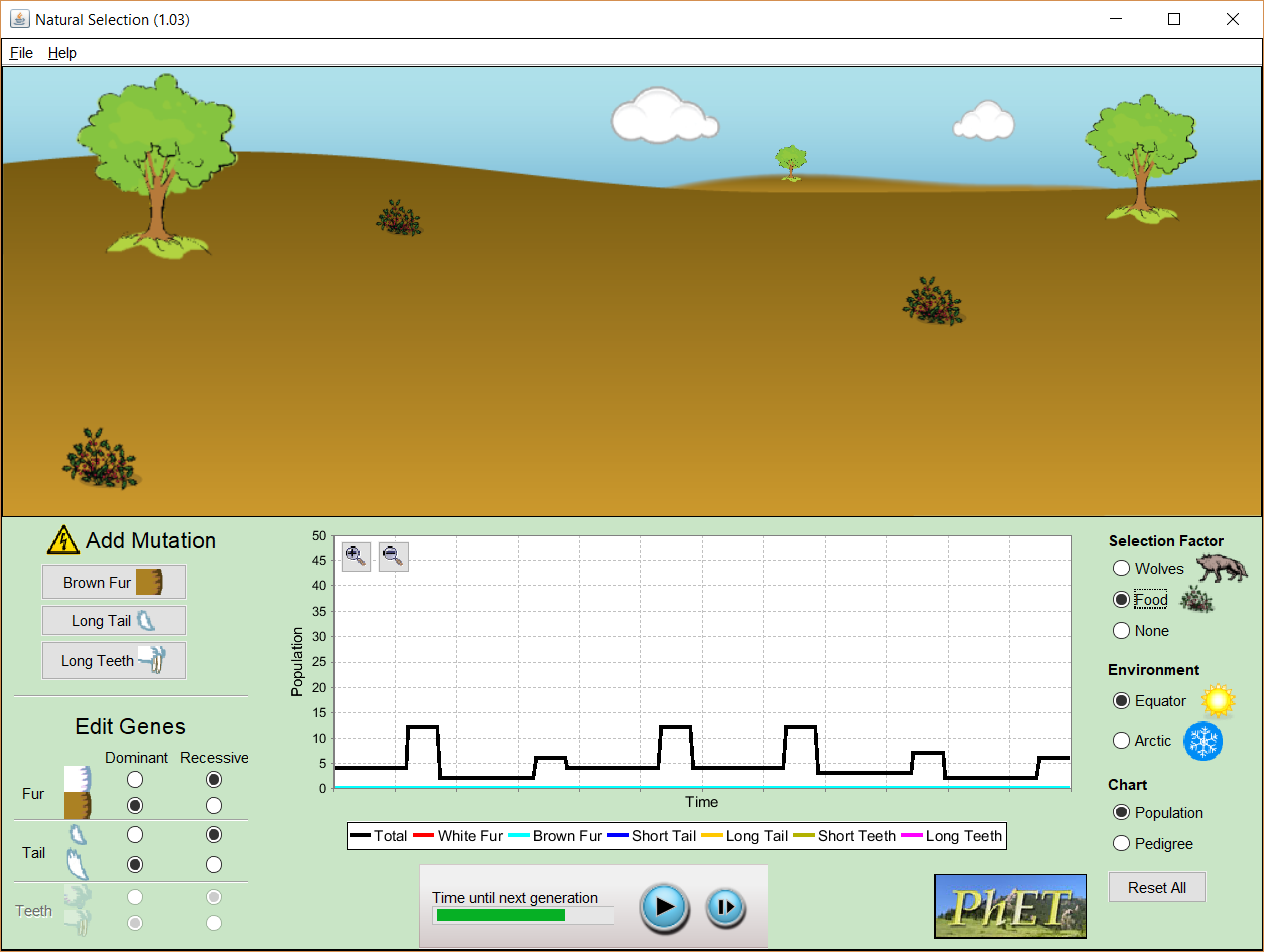 Natural Selection (1.03)
File Help
Add Mutation
Brown Fur
Long Tail
Long Teeth
Edit Genes
Dominant Recessive
Fur
Tail
Teeth
50
45
40
35
30
25
20
15
10
5
0
Population
Time
Total White Fur Brown Fur Short Tail Long Tail Short Teeth Long Teeth
Time until next generation
PhET
Selection Factor
Wolves
Food
None
Environment
Equator
Arctic
Chart
Population
Pedigree
Reset All